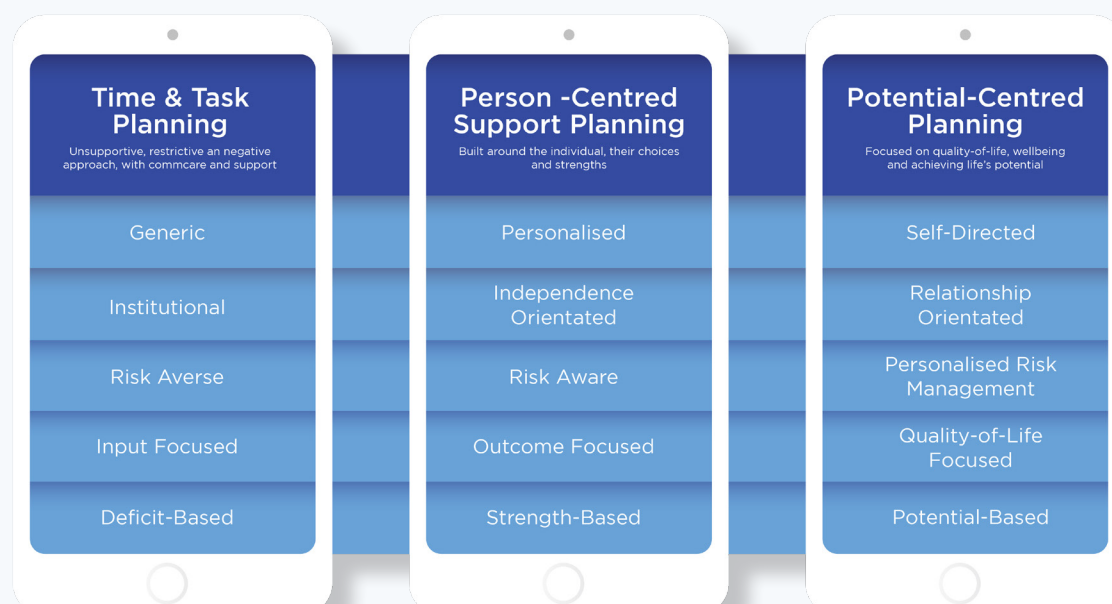 Time & Task
Planning
Unsupportive, restrictive an negative
approach, with commcare and support
Generic
Institutional
Risk Averse
Input Focused
Deficit-Based
Person -Centred
Support Planning
Built around the individual, their choices
and strengths
Personalised
Independence
Orientated
Risk Aware
Outcome Focused
Strength-Based
Potential-Centred
Planning
Focused on quality-of-life, wellbeing
and achieving life's potential
Self-Directed
Relationship
Orientated
Personalised Risk
Management
Quality-of-Life
Focused
Potential-Based